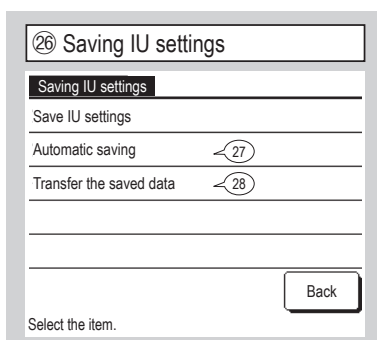 ㉖ Saving IU settings
Saving IU settings
Save IU settings
Automatic saving 27
Transfer the saved data 28
Back
Select the item.